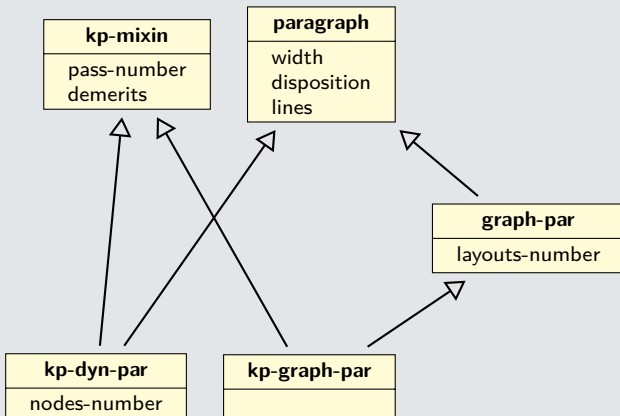 kp-mixin
pass-number
demerits
paragraph
width
disposition
lines
graph-par
layouts-number
kp-dyn-par
nodes-number
kp-graph-par